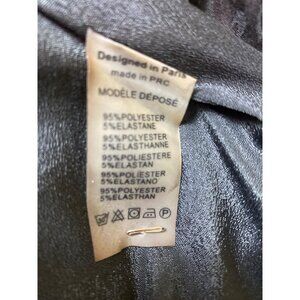 Designed in Paris
made in PRC
MODÈLE DÉPOSÉ
95%POLYESTER
5%ELASTANE
95%POLYESTER
5%ELASTHANNE
95%POLIESTERE
5%ELASTAN
95%POLIESTER
5%ELASTANO
95%POLYESTER
5%ELASTHAN
P